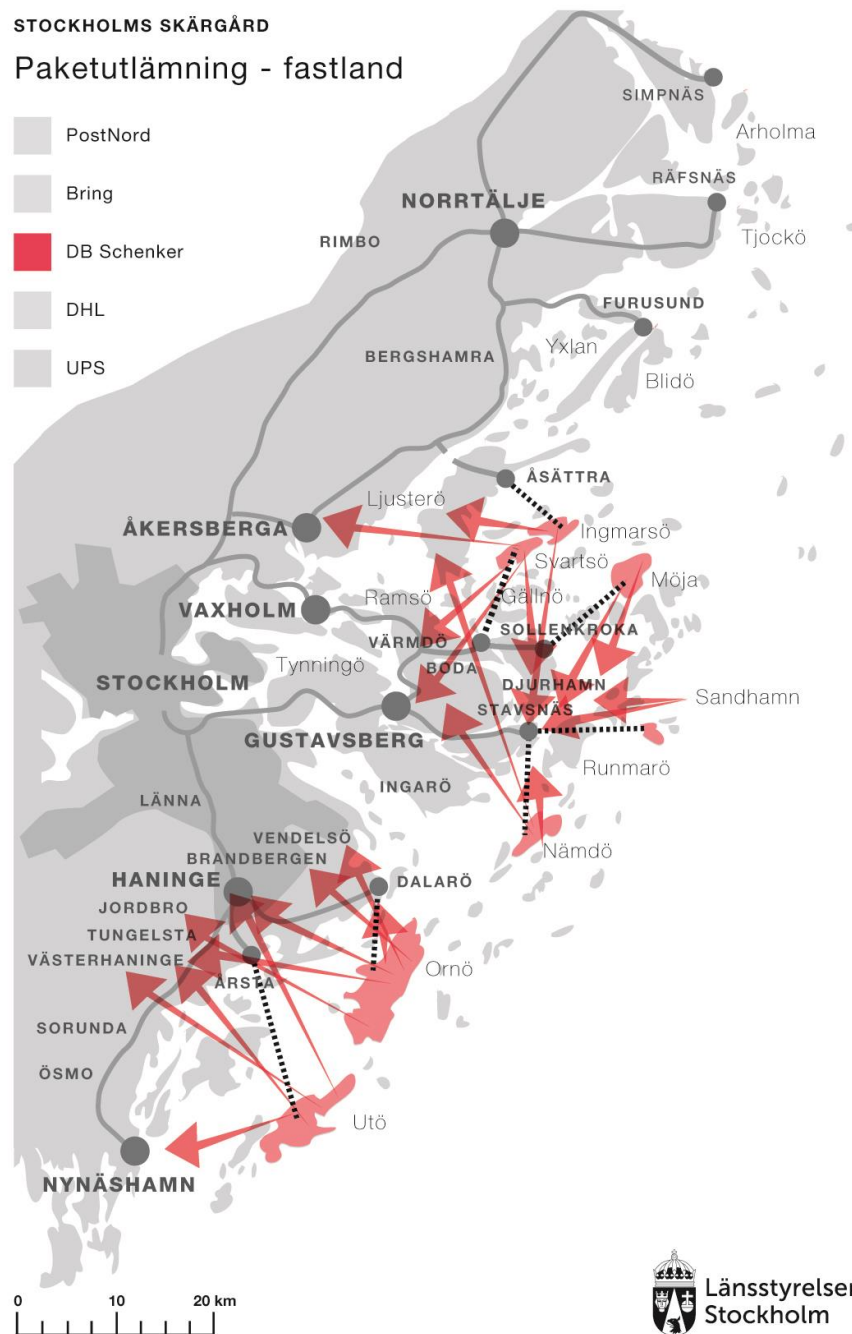 STOCKHOLMS SKÄRGÅRD
Paketutlämning - fastland
PostNord
Bring
DB Schenker
DHL
UPS
SIMPNÄS
Arholma
RÄFSNÄS
NORRTÄLJE
Tjockö
RIMBO
FURUSUND
Yxlan
BERGSHAMRA
Blidö
ÅSÄTTRA
Ljusterö
ÅKERSBERGA
Ingmarsö
Svartsö
Möja
Ramsö
Gällnö
VAXHOLM
SOLLENKROKA
VÄRMDÖ
Tynningö
BODA
STOCKHOLM
DJURHAMN
Sandhamn
STAVSNÄS
GUSTAVSBERG
Runmarö
INGARÖ
LÄNNA
VENDELSÖ
Nämdö
BRANDBERGEN
HANINGE
DALARÖ
JORDBRO
TUNGELSTA
VÄSTERHANINGE
Ornö
ÅRSTA
SORUNDA
ÖSMO
Utö
NYNÄSHAMN
0 10 20 km
Länsstyrelsen
Stockholm